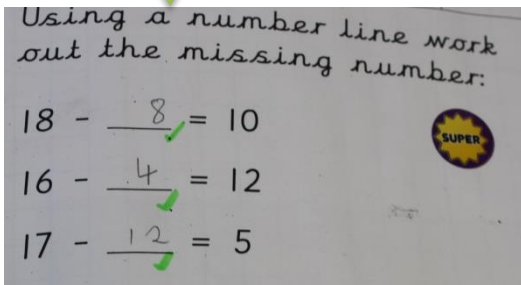 Using a number line work
out the missing number:
18 - 8 = 10
SUPER
16 - 4 = 12
17 - 12 = 5